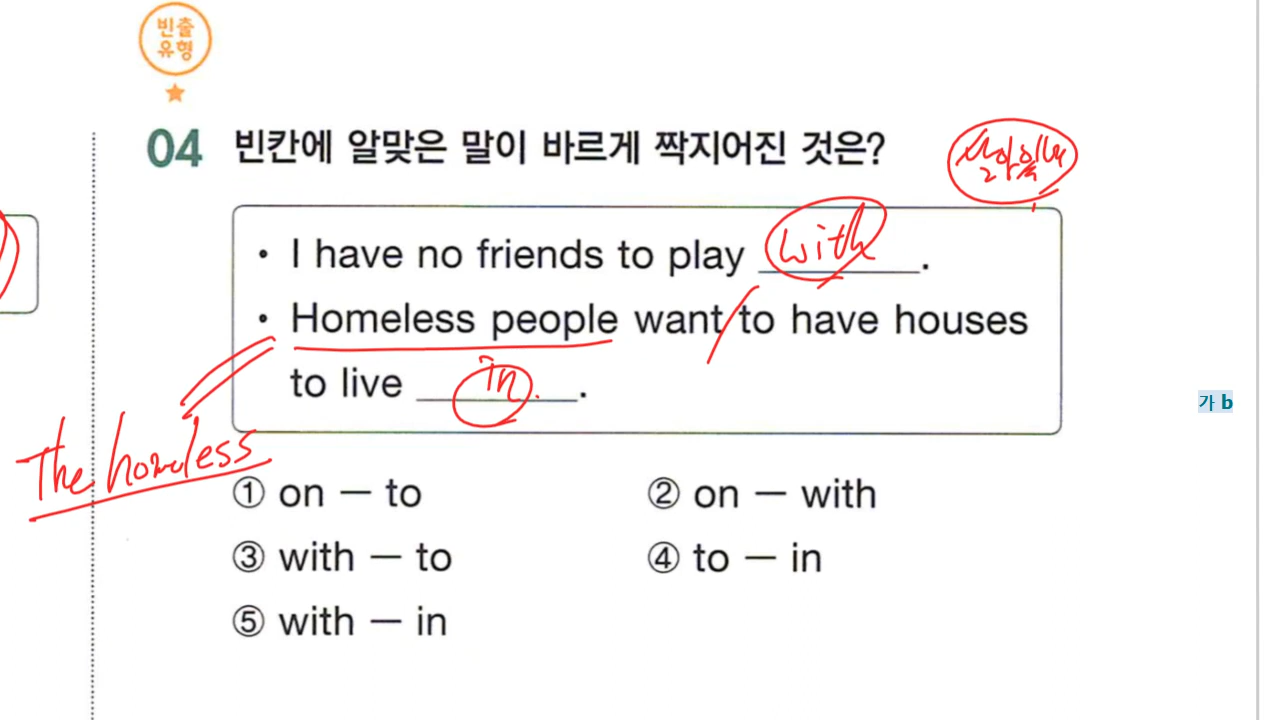 빈출
유형
04 빈칸에 알맞은 말이 바르게 짝지어진 것은?
• I have no friends to play with.
• Homeless people want / to have houses
to live in.
The homeless
① on — to ② on — with
③ with — to ④ to — in
⑤ with — in
가 b